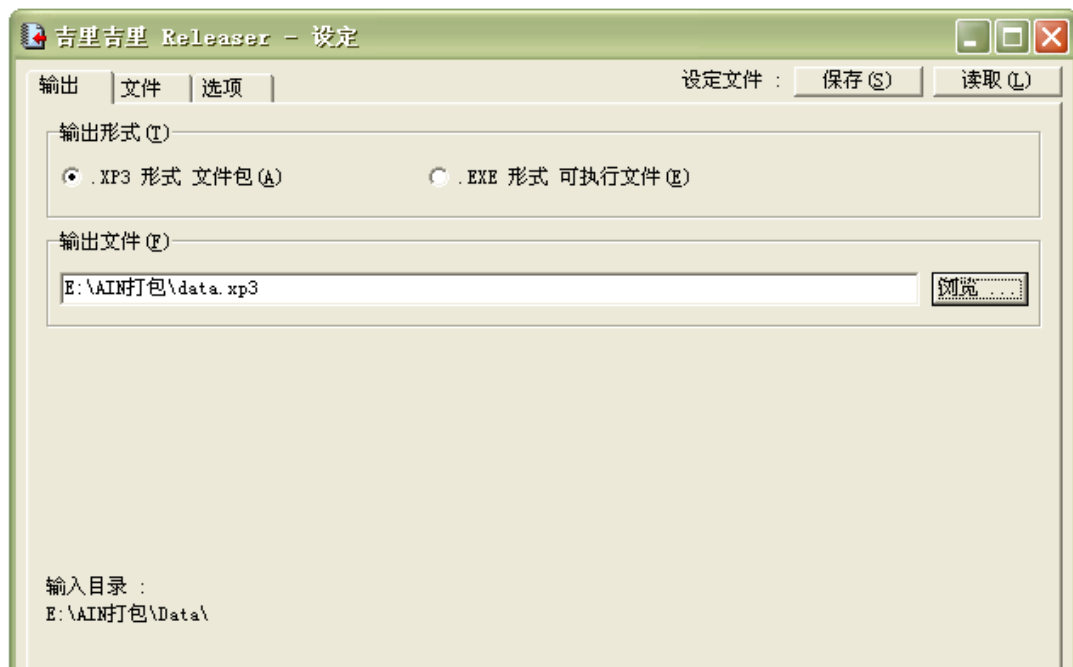 吉里吉里 Releaser - 设定
输出 文件 选项 设定文件 : 保存(S) 读取(L)
输出形式(T)
.XP3 形式 文件包(A) .EXE 形式 可执行文件(E)
输出文件(F)
E:\AIN打包\data.xp3 浏览 ...
输入目录 :
E:\AIN打包\Data\